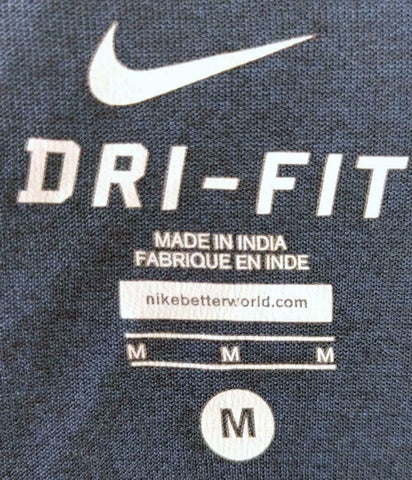 DRI-FIT
MADE IN INDIA
FABRIQUE EN INDE
nikebetterworld.com
M M M
M